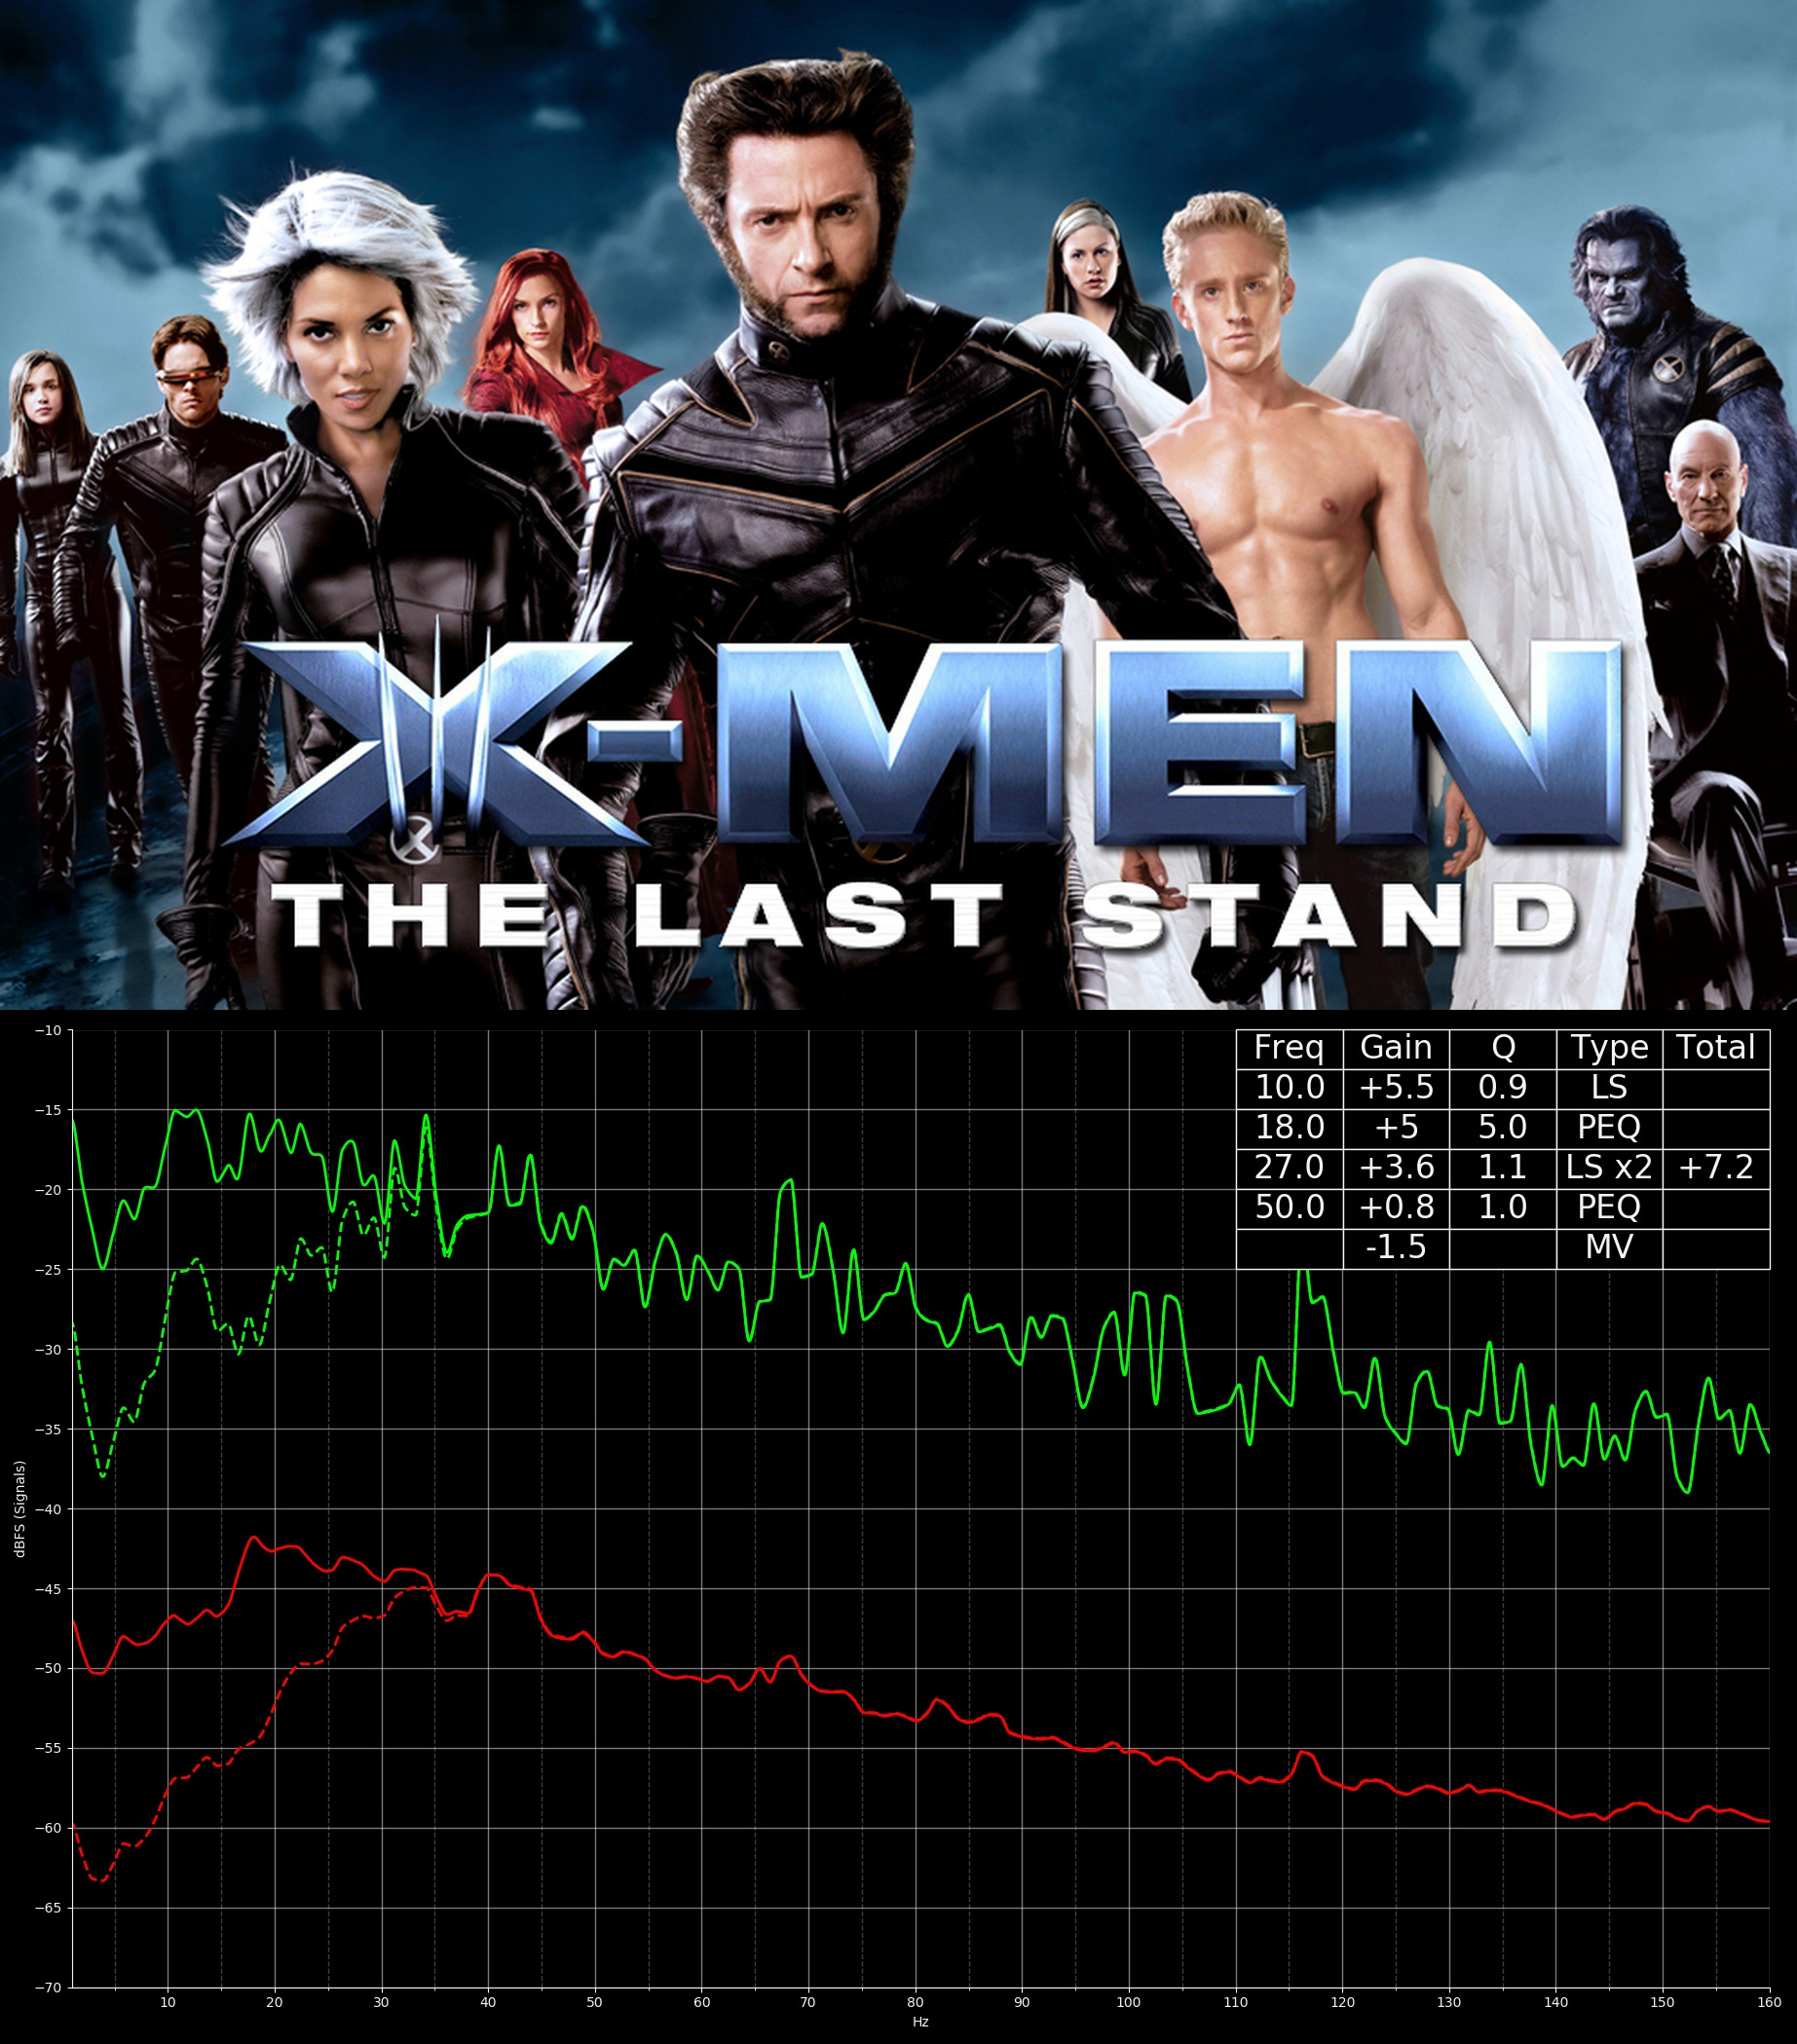 X-MEN
THE LAST STAND
Freq Gain Q Type Total
10.0 +5.5 0.9 LS
18.0 +5 5.0 PEQ
27.0 +3.6 1.1 LS x2 +7.2
50.0 +0.8 1.0 PEQ
-1.5 MV
−10
−15
−20
−25
−30
−35
−40
−45
−50
−55
−60
−65
−70
dBFS (Signals)
10 20 30 40 50 60 70 80 90 100 110 120 130 140 150 160
Hz